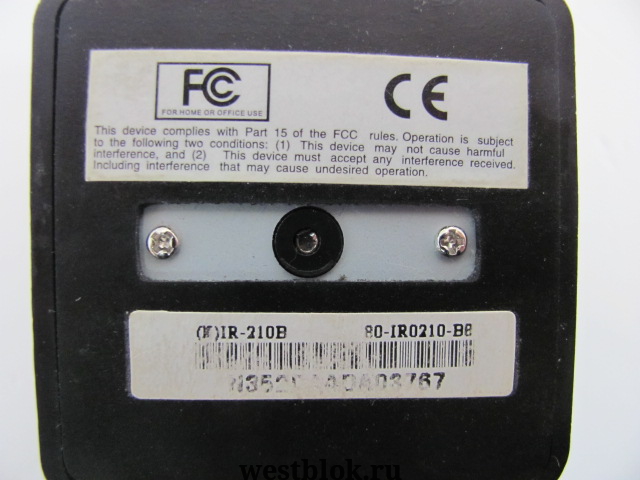 FC CE
FOR HOME OR OFFICE USE
This device complies with Part 15 of the FCC rules. Operation is subject
to the following two conditions: (1) This device may not cause harmful
interference, and (2) This device must accept any interference received.
Including interference that may cause undesired operation.
IR-210B 80-IR0210-B8
westblok.ru